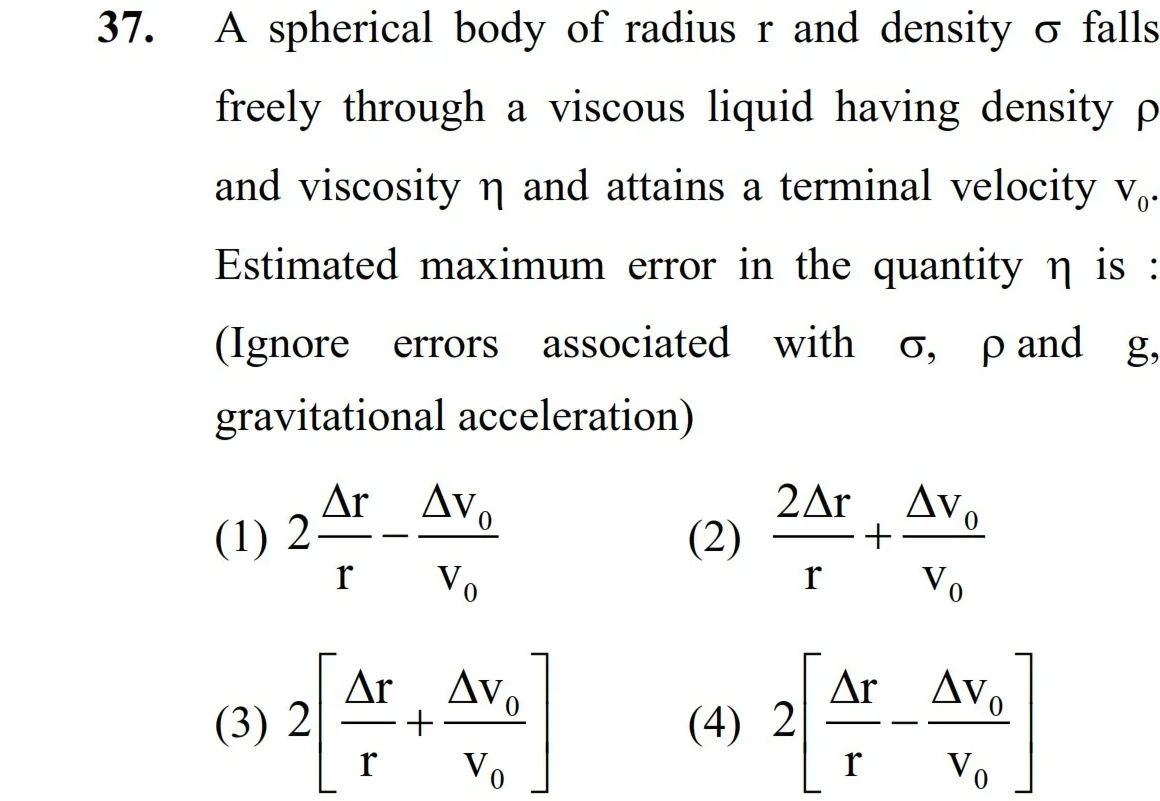 37. A spherical body of radius r and density σ falls
freely through a viscous liquid having density ρ
and viscosity η and attains a terminal velocity v₀.
Estimated maximum error in the quantity η is :
(Ignore errors associated with σ, ρ and g,
gravitational acceleration)
(1) 2 Δr/r − Δv₀/v₀ (2) 2Δr/r + Δv₀/v₀
(3) 2[Δr/r + Δv₀/v₀] (4) 2[Δr/r − Δv₀/v₀]